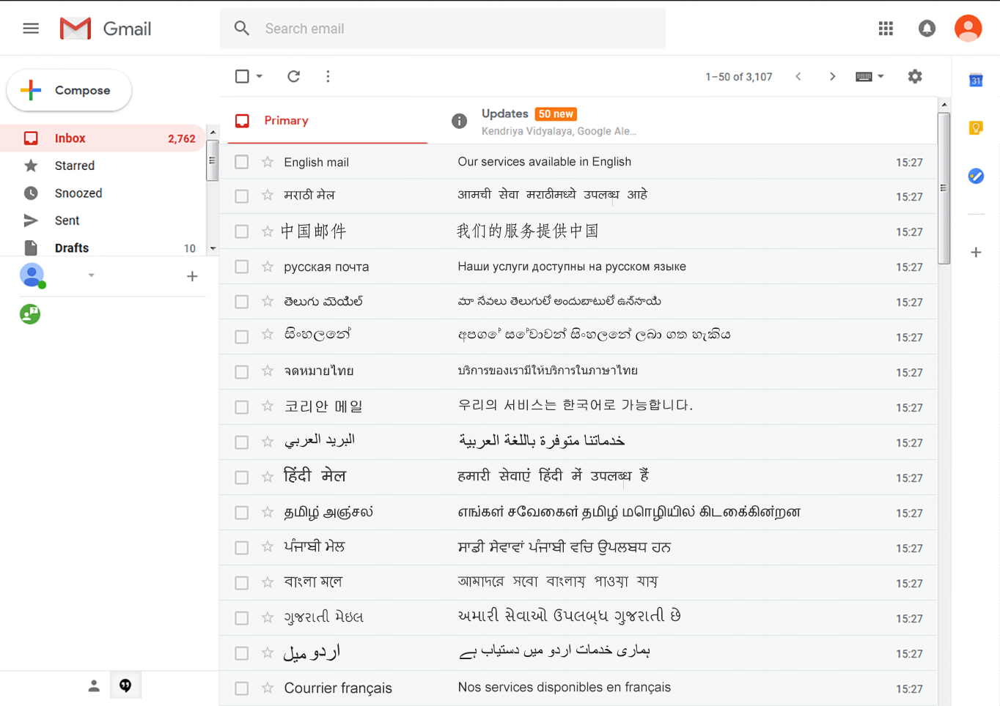 Gmail
Search email
Compose
1–50 of 3,107
31
Primary
Updates 50 new
Kendriya Vidyalaya, Google Ale...
Inbox 2,762
Starred
Snoozed
Sent
Drafts 10
English mail Our services available in English 15:27
मराठी मेल आमची सेवा मराठीमध्ये उपलब्ध आहे 15:27
中国邮件 我们的服务提供中国 15:27
русская почта Наши услуги доступны на русском языке 15:27
తెలుగు మెయిల్ మా సేవలు తెలుగులో అందుబాటులో ఉన్నాయి 15:27
සිංහලනේ අපගේ සේවාවන් සිංහලනේ ලබා ගත හැකිය 15:27
จดหมายไทย บริการของเรามีให้บริการในภาษาไทย 15:27
코리안 메일 우리의 서비스는 한국어로 가능합니다. 15:27
البريد العربي خدماتنا متوفرة باللغة العربية 15:27
हिंदी मेल हमारी सेवाएं हिंदी में उपलब्ध हैं 15:27
தமிழ் அஞ்சல் எங்கள் சேவைகள் தமிழ் மொழியில் கிடைக்கின்றன 15:27
ਪੰਜਾਬੀ ਮੇਲ ਸਾਡੀ ਸੇਵਾਵਾਂ ਪੰਜਾਬੀ ਵਚਿ ਉਪਲਬਧ ਹਨ 15:27
বাংলা মলে আমাদরে সবো বাংলায় পাওয়া যায় 15:27
ગુજરાતી મેઇલ અમારી સેવાઓ ઉપલબ્ધ ગુજરાતી છે 15:27
اردو میل ہماری خدمات اردو میں دستیاب ہے 15:27
Courrier français Nos services disponibles en français 15:27